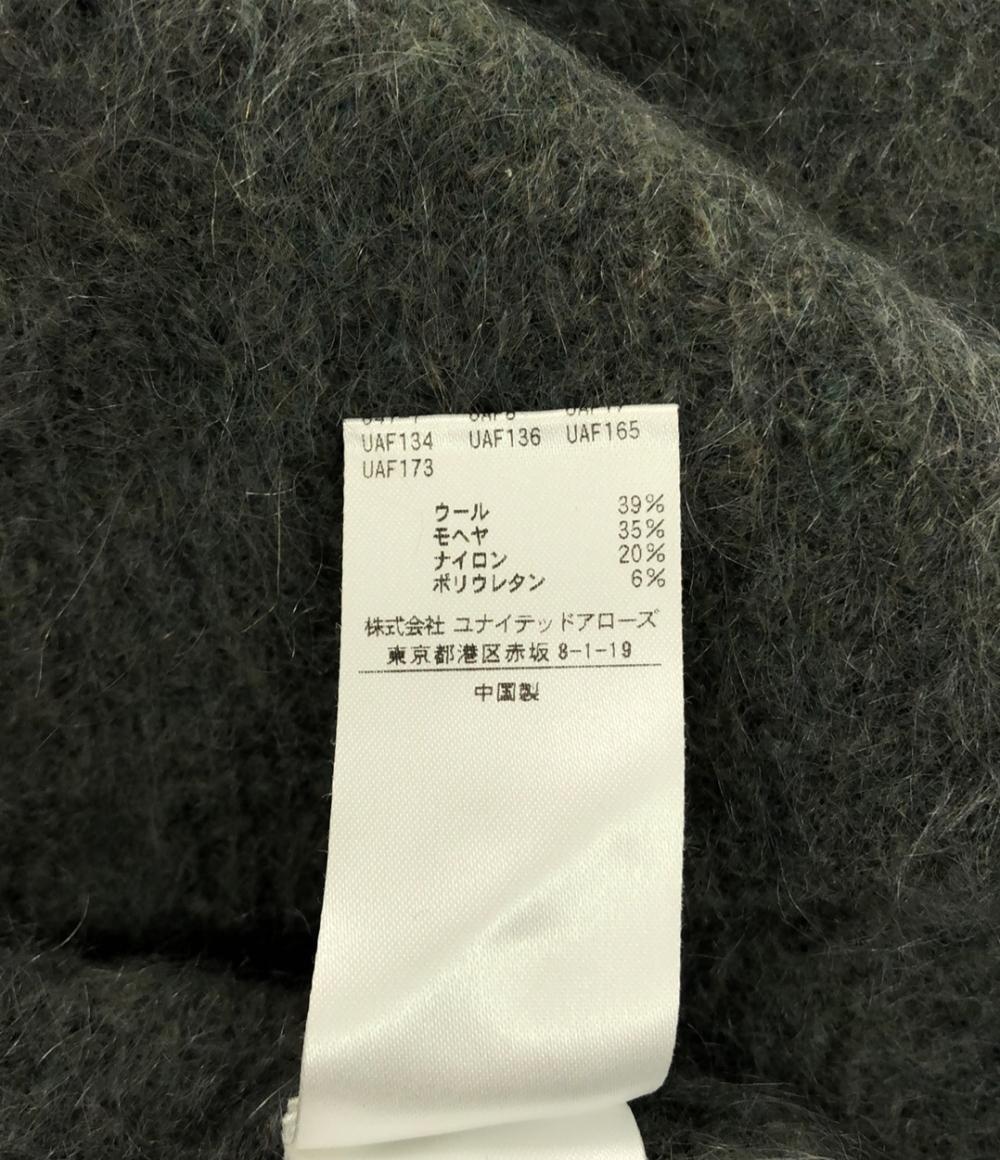 UAF134 UAF136 UAF165
UAF173
ウール 39%
モヘヤ 35%
ナイロン 20%
ポリウレタン 6%
株式会社 ユナイテッドアローズ
東京都港区赤坂 8-1-19
中国製